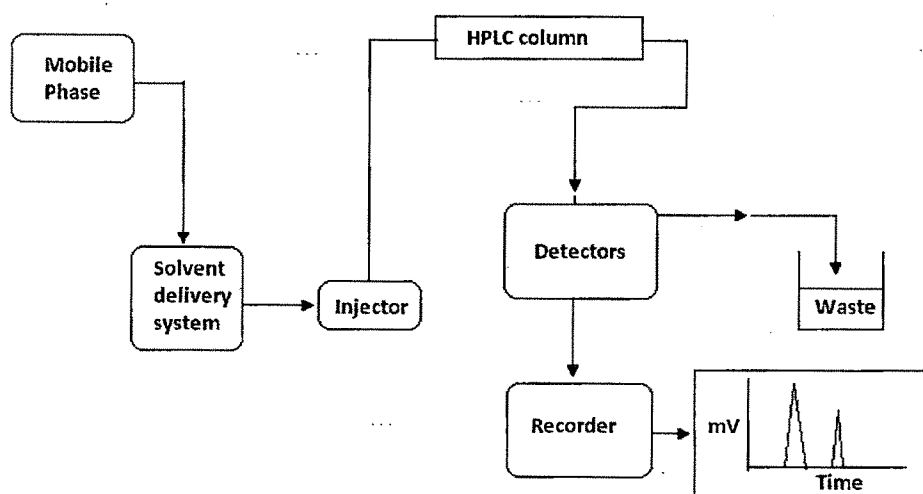 Mobile
Phase
HPLC column
Solvent
delivery
system
Injector
Detectors
Waste
Recorder
mV
Time